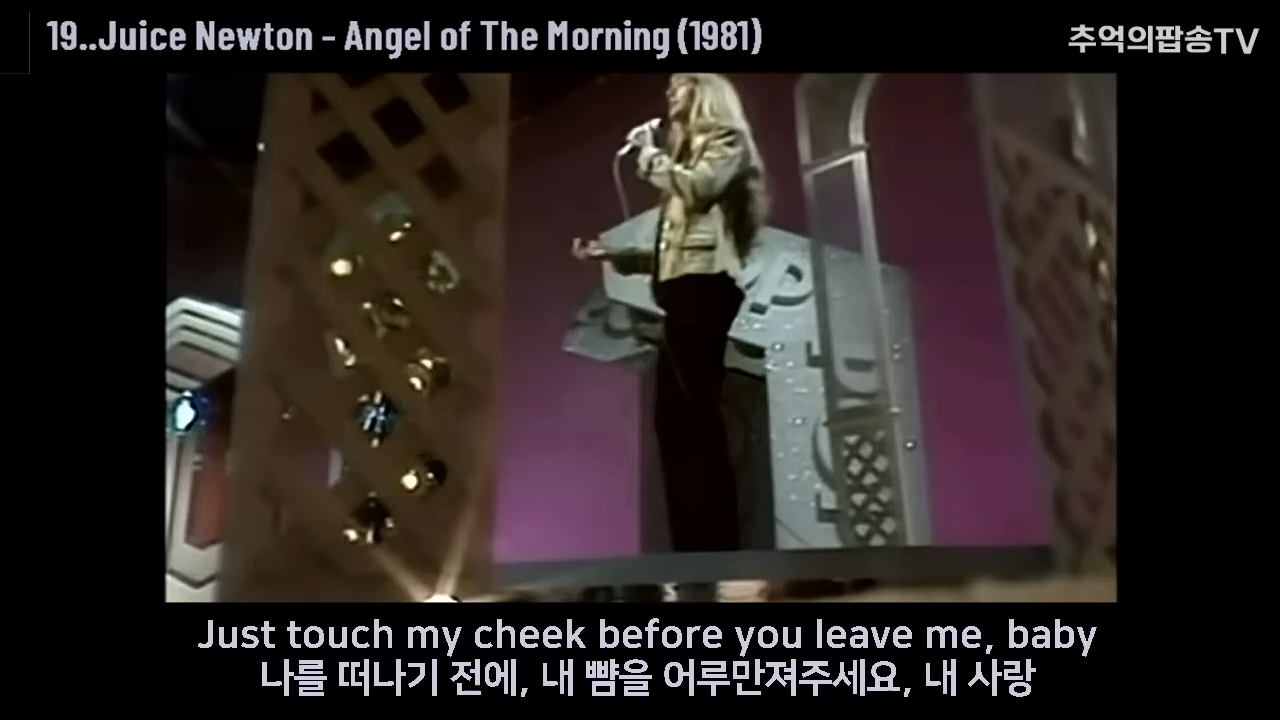 19..Juice Newton - Angel of The Morning (1981)
추억의팝송TV
Just touch my cheek before you leave me, baby
나를 떠나기 전에, 내 뺨을 어루만져주세요, 내 사랑